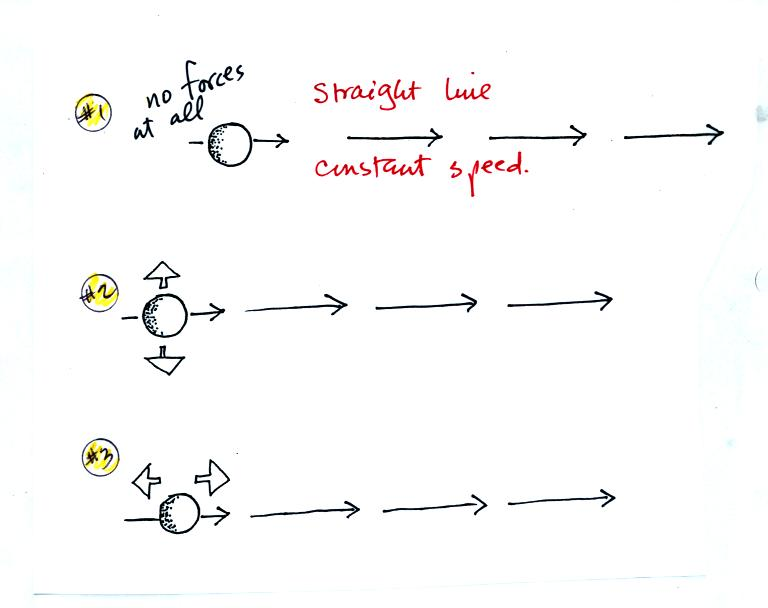 #1
no forces
at all
straight line
constant speed.
#2
#3